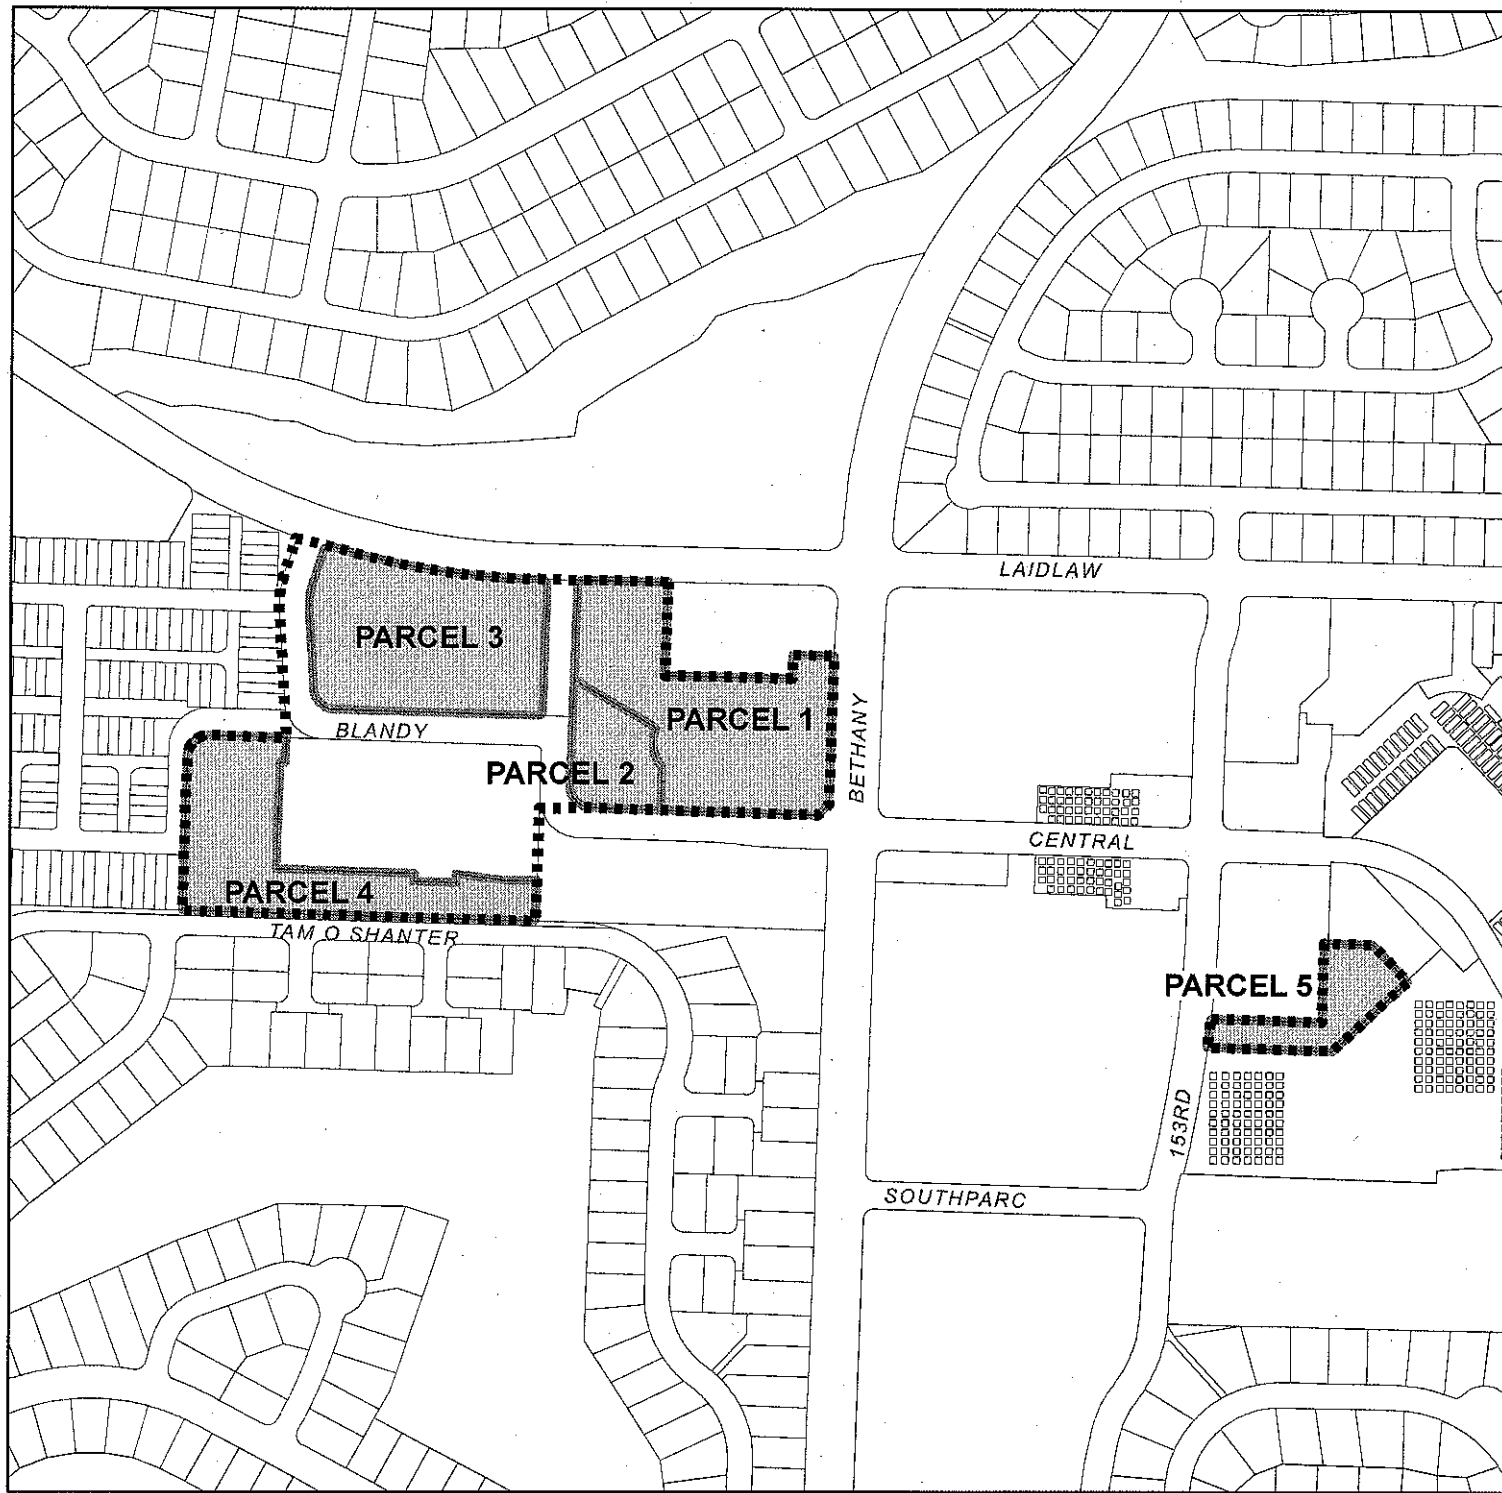 LAIDLAW
PARCEL 3
PARCEL 1
BLANDY
BETHANY
PARCEL 2
CENTRAL
PARCEL 4
TAM O SHANTER
PARCEL 5
153RD
SOUTHPARC